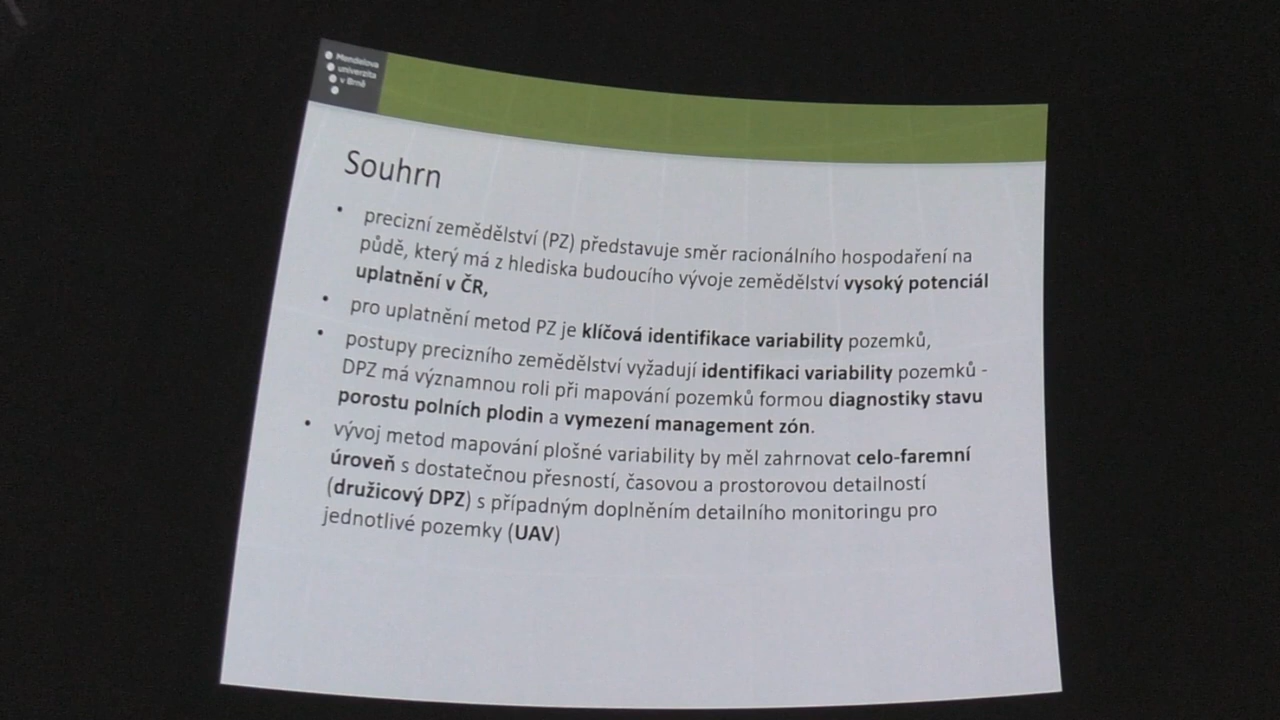 Mendelova
univerzita
v Brně
Souhrn
• precizní zemědělství (PZ) představuje směr racionálního hospodaření na
půdě, který má z hlediska budoucího vývoje zemědělství vysoký potenciál
uplatnění v ČR,
• pro uplatnění metod PZ je klíčová identifikace variability pozemků,
• postupy precizního zemědělství vyžadují identifikaci variability pozemků -
DPZ má významnou roli při mapování pozemků formou diagnostiky stavu
porostu polních plodin a vymezení management zón.
• vývoj metod mapování plošné variability by měl zahrnovat celo-faremní
úroveň s dostatečnou přesností, časovou a prostorovou detailností
(družicový DPZ) s případným doplněním detailního monitoringu pro
jednotlivé pozemky (UAV)